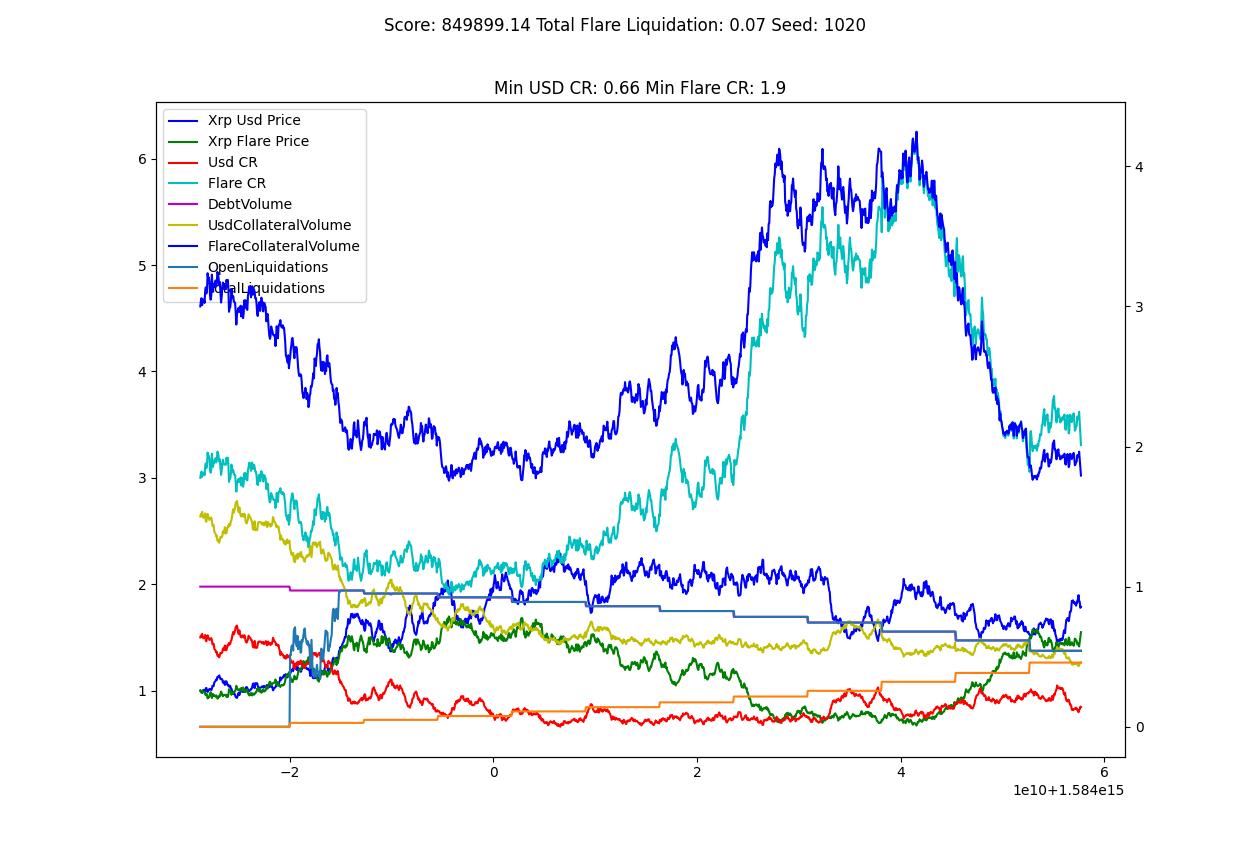 Score: 849899.14 Total Flare Liquidation: 0.07 Seed: 1020
Min USD CR: 0.66 Min Flare CR: 1.9
Xrp Usd Price
Xrp Flare Price
Usd CR
Flare CR
DebtVolume
UsdCollateralVolume
FlareCollateralVolume
OpenLiquidations
TotalLiquidations
6
5
4
3
2
1
4
3
2
1
0
−2
0
2
4
6
1e10+1.584e15